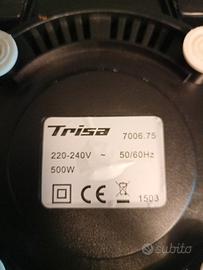 Trisa 7006.75
220-240V ~ 50/60Hz
500W
CE 1503
subito